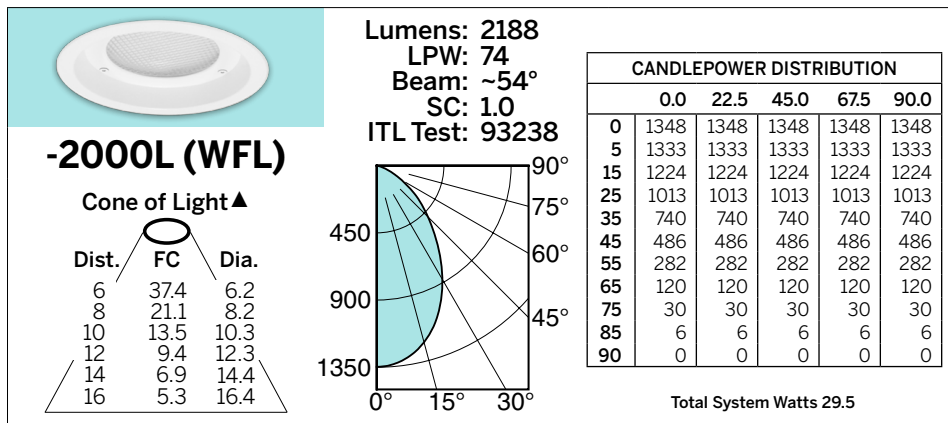 Lumens: 2188
LPW: 74
Beam: ~54°
SC: 1.0
ITL Test: 93238
-2000L (WFL)
Cone of Light▲
Dist. FC Dia.
6 37.4 6.2
8 21.1 8.2
10 13.5 10.3
12 9.4 12.3
14 6.9 14.4
16 5.3 16.4
90°
75°
450
60°
900
45°
1350
0° 15° 30°
CANDLEPOWER DISTRIBUTION
0.0 22.5 45.0 67.5 90.0
0 1348 1348 1348 1348 1348
5 1333 1333 1333 1333 1333
15 1224 1224 1224 1224 1224
25 1013 1013 1013 1013 1013
35 740 740 740 740 740
45 486 486 486 486 486
55 282 282 282 282 282
65 120 120 120 120 120
75 30 30 30 30 30
85 6 6 6 6 6
90 0 0 0 0 0
Total System Watts 29.5